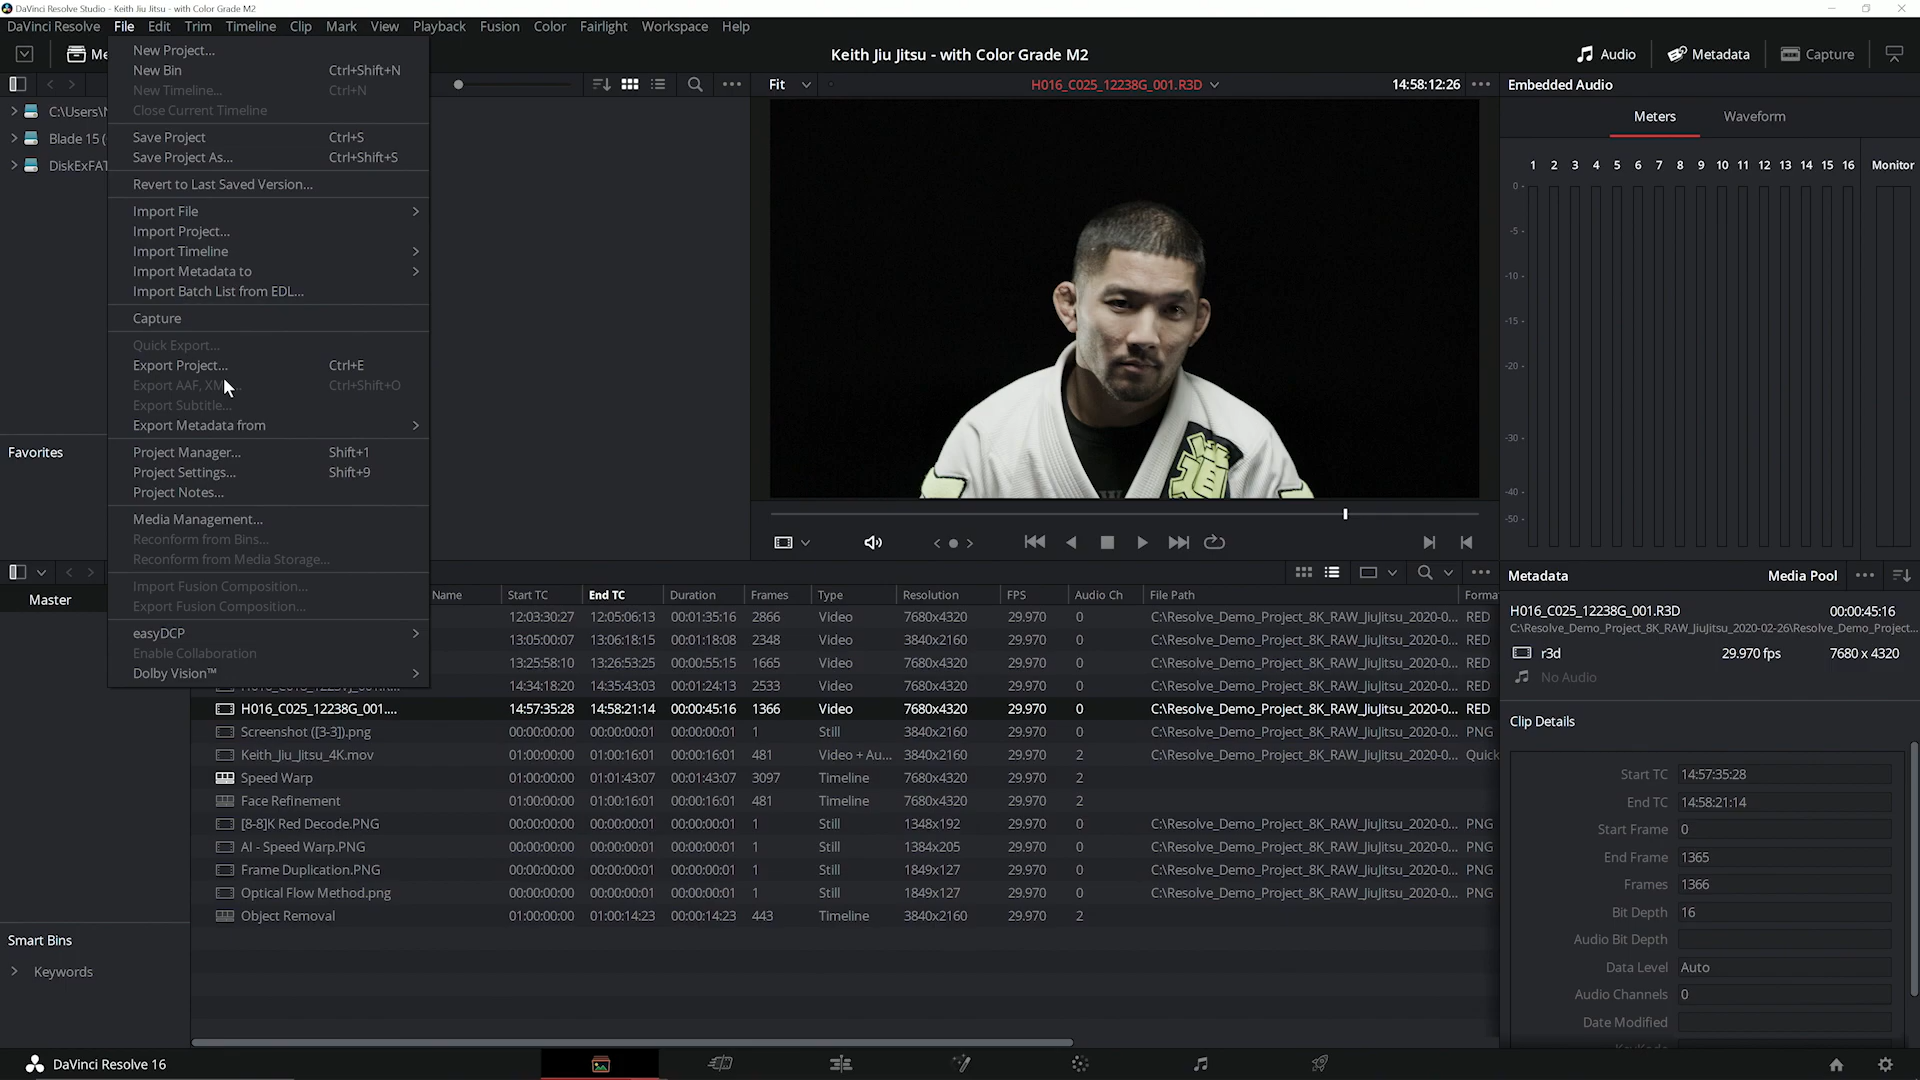 DaVinci Resolve Studio - Keith Jiu Jitsu - with Color Grade M2
DaVinci Resolve File Edit Trim Timeline Clip Mark View Playback Fusion Color Fairlight Workspace Help
Keith Jiu Jitsu - with Color Grade M2
Audio Metadata Capture
Fit H016_C025_12238G_001.R3D 14:58:12:26 ••• Embedded Audio
C:\Users\
Blade 15 (
DiskExFAT
New Project...
New Bin Ctrl+Shift+N
New Timeline... Ctrl+N
Close Current Timeline
Save Project Ctrl+S
Save Project As... Ctrl+Shift+S
Revert to Last Saved Version...
Import File
Import Project...
Import Timeline
Import Metadata to
Import Batch List from EDL...
Capture
Quick Export...
Export Project... Ctrl+E
Export AAF, XM... Ctrl+Shift+O
Export Subtitle...
Export Metadata from
Project Manager... Shift+1
Project Settings... Shift+9
Project Notes...
Media Management...
Reconform from Bins...
Reconform from Media Storage...
Import Fusion Composition...
Export Fusion Composition...
easyDCP
Enable Collaboration
Dolby Vision™
Favorites
Master
Smart Bins
Keywords
道
Meters Waveform
1 2 3 4 5 6 7 8 9 10 11 12 13 14 15 16 Monitor
0
-5
-10
-15
-20
-30
-40
-50
Name Start TC End TC Duration Frames Type Resolution FPS Audio Ch File Path Forma
12:03:30:27 12:05:06:13 00:01:35:16 2866 Video 7680x4320 29.970 0 C:\Resolve_Demo_Project_8K_RAW_JiuJitsu_2020-0... RED
13:05:00:07 13:06:18:15 00:01:18:08 2348 Video 3840x2160 29.970 0 C:\Resolve_Demo_Project_8K_RAW_JiuJitsu_2020-0... RED
13:25:58:10 13:26:53:25 00:00:55:15 1665 Video 7680x4320 29.970 0 C:\Resolve_Demo_Project_8K_RAW_JiuJitsu_2020-0... RED
14:34:18:20 14:35:43:03 00:01:24:13 2533 Video 7680x4320 29.970 0 C:\Resolve_Demo_Project_8K_RAW_JiuJitsu_2020-0... RED
H016_C025_12238G_001.... 14:57:35:28 14:58:21:14 00:00:45:16 1366 Video 7680x4320 29.970 0 C:\Resolve_Demo_Project_8K_RAW_JiuJitsu_2020-0... RED
Screenshot ([3-3]).png 00:00:00:00 00:00:00:01 00:00:00:01 1 Still 3840x2160 29.970 0 C:\Resolve_Demo_Project_8K_RAW_JiuJitsu_2020-0... PNG
Keith_Jiu_Jitsu_4K.mov 01:00:00:00 01:00:16:01 00:00:16:01 481 Video + Au... 3840x2160 29.970 2 C:\Resolve_Demo_Project_8K_RAW_JiuJitsu_2020-0... Quick
Speed Warp 01:00:00:00 01:01:43:07 00:01:43:07 3097 Timeline 7680x4320 29.970 2
Face Refinement 01:00:00:00 01:00:16:01 00:00:16:01 481 Timeline 7680x4320 29.970 2
[8-8]K Red Decode.PNG 00:00:00:00 00:00:00:01 00:00:00:01 1 Still 1348x192 29.970 0 C:\Resolve_Demo_Project_8K_RAW_JiuJitsu_2020-0... PNG
AI - Speed Warp.PNG 00:00:00:00 00:00:00:01 00:00:00:01 1 Still 1384x205 29.970 0 C:\Resolve_Demo_Project_8K_RAW_JiuJitsu_2020-0... PNG
Frame Duplication.PNG 00:00:00:00 00:00:00:01 00:00:00:01 1 Still 1849x127 29.970 0 C:\Resolve_Demo_Project_8K_RAW_JiuJitsu_2020-0... PNG
Optical Flow Method.png 00:00:00:00 00:00:00:01 00:00:00:01 1 Still 1849x127 29.970 0 C:\Resolve_Demo_Project_8K_RAW_JiuJitsu_2020-0... PNG
Object Removal 01:00:00:00 01:00:14:23 00:00:14:23 443 Timeline 3840x2160 29.970 2
Metadata Media Pool •••
H016_C025_12238G_001.R3D 00:00:45:16
C:\Resolve_Demo_Project_8K_RAW_JiuJitsu_2020-02-26\Resolve_Demo_Project...
r3d 29.970 fps 7680 x 4320
No Audio
Clip Details
Start TC 14:57:35:28
End TC 14:58:21:14
Start Frame 0
End Frame 1365
Frames 1366
Bit Depth 16
Audio Bit Depth
Data Level Auto
Audio Channels 0
Date Modified
DaVinci Resolve 16